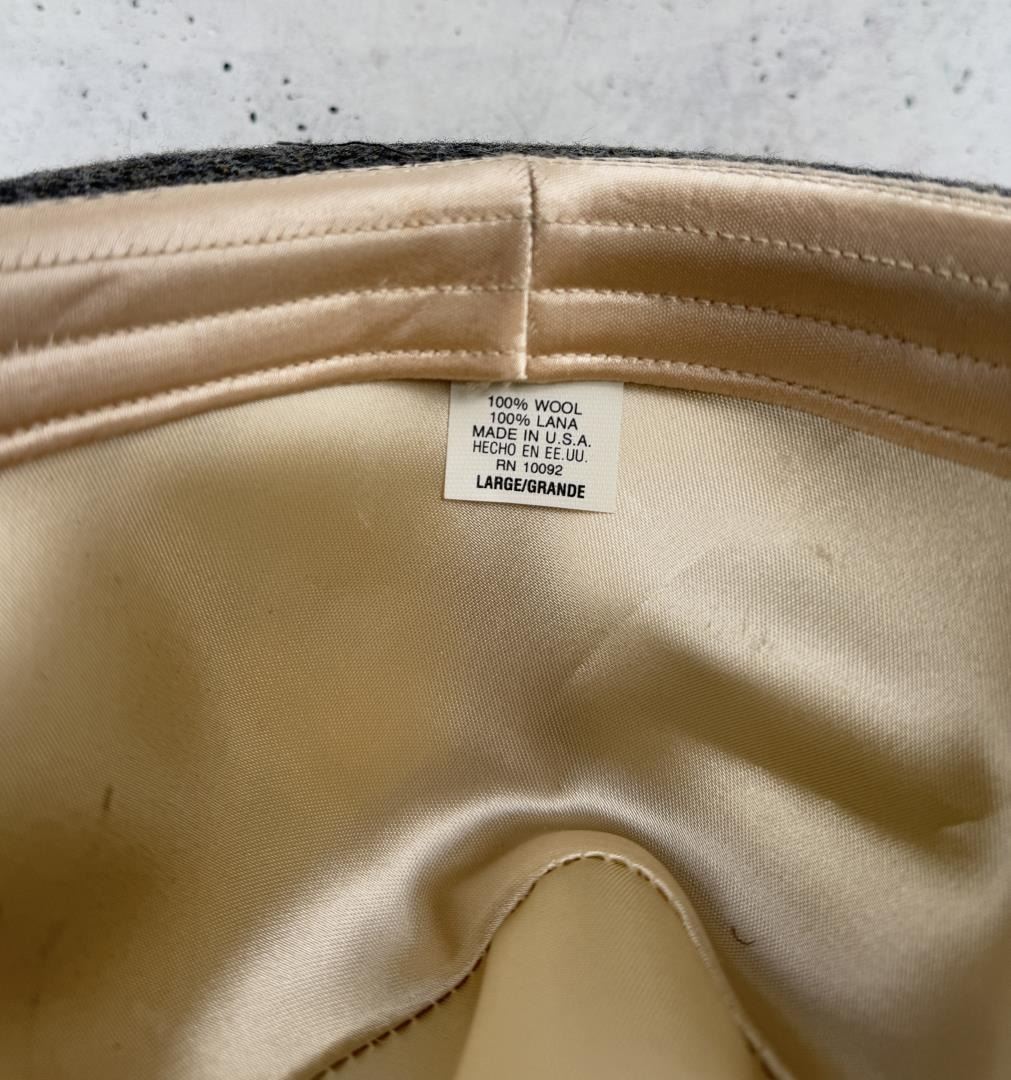 100% WOOL
100% LANA
MADE IN U.S.A.
HECHO EN EE.UU.
RN 10092
LARGE/GRANDE